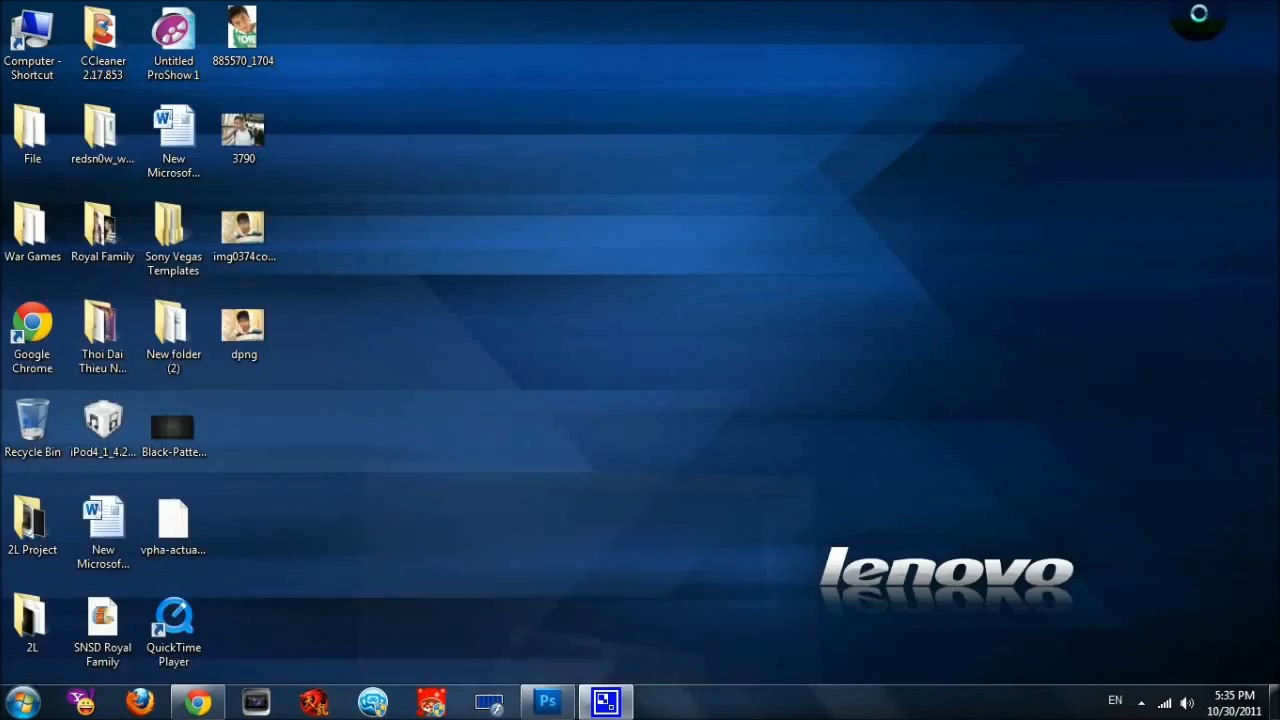 Computer -
Shortcut
CCleaner
2.17.853
Untitled
ProShow 1
885570_1704
File
redsn0w_w...
New
Microsof...
3790
War Games
Royal Family
Sony Vegas
Templates
img0374co...
Google
Chrome
Thoi Dai
Thieu N...
New folder
(2)
dpng
Recycle Bin
iPod4_1_4.2...
Black-Patte...
2L Project
New
Microsof...
vpha-actua...
2L
SNSD Royal
Family
QuickTime
Player
lenovo
Ps
EN
5:35 PM
10/30/2011